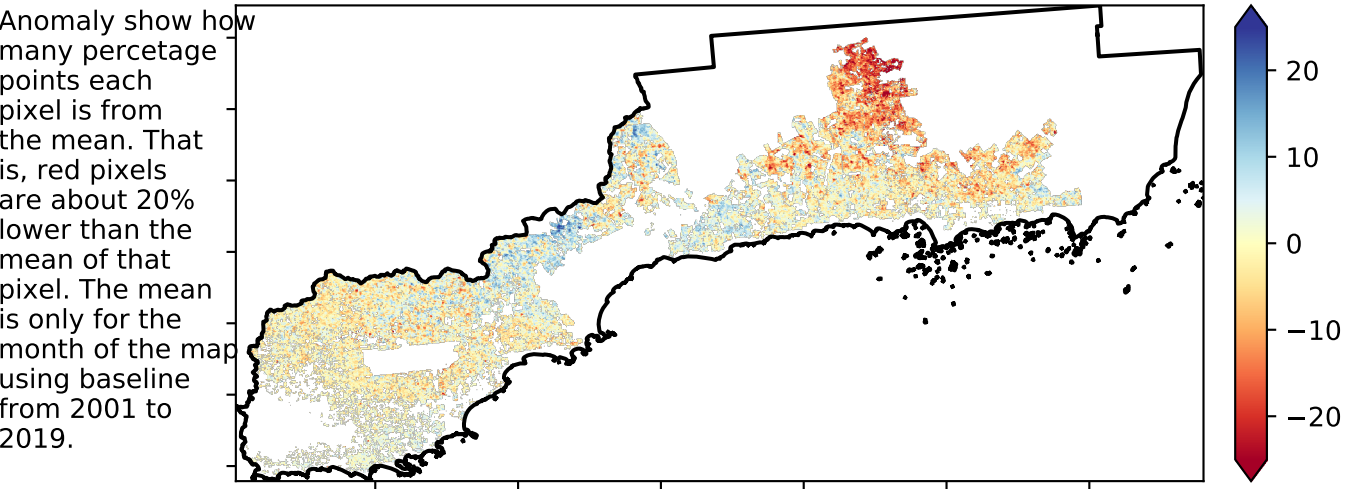 Anomaly show how
many percetage
points each
pixel is from
the mean. That
is, red pixels
are about 20%
lower than the
mean of that
pixel. The mean
is only for the
month of the map
using baseline
from 2001 to
2019.
20
10
0
−10
−20